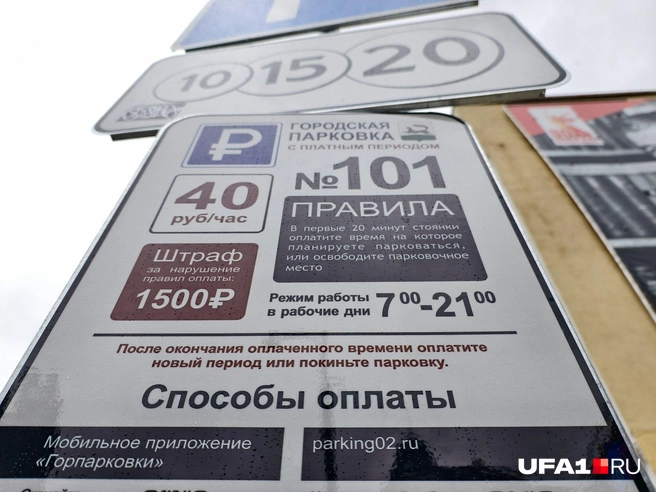 10 15 20
ГОРОДСКАЯ
ПАРКОВКА
С ПЛАТНЫМ ПЕРИОДОМ
₽
№101
40
руб/час
ПРАВИЛА
В первые 20 минут стоянки
оплатите время на которое
планируете парковаться,
или освободите парковочное
место
Штраф
за нарушение
правил оплаты:
1500₽
Режим работы
в рабочие дни 7⁰⁰-21⁰⁰
После окончания оплаченного времени оплатите
новый период или покиньте парковку.
Способы оплаты
Мобильное приложение
«Горпарковки»
parking02.ru
UFA1.RU